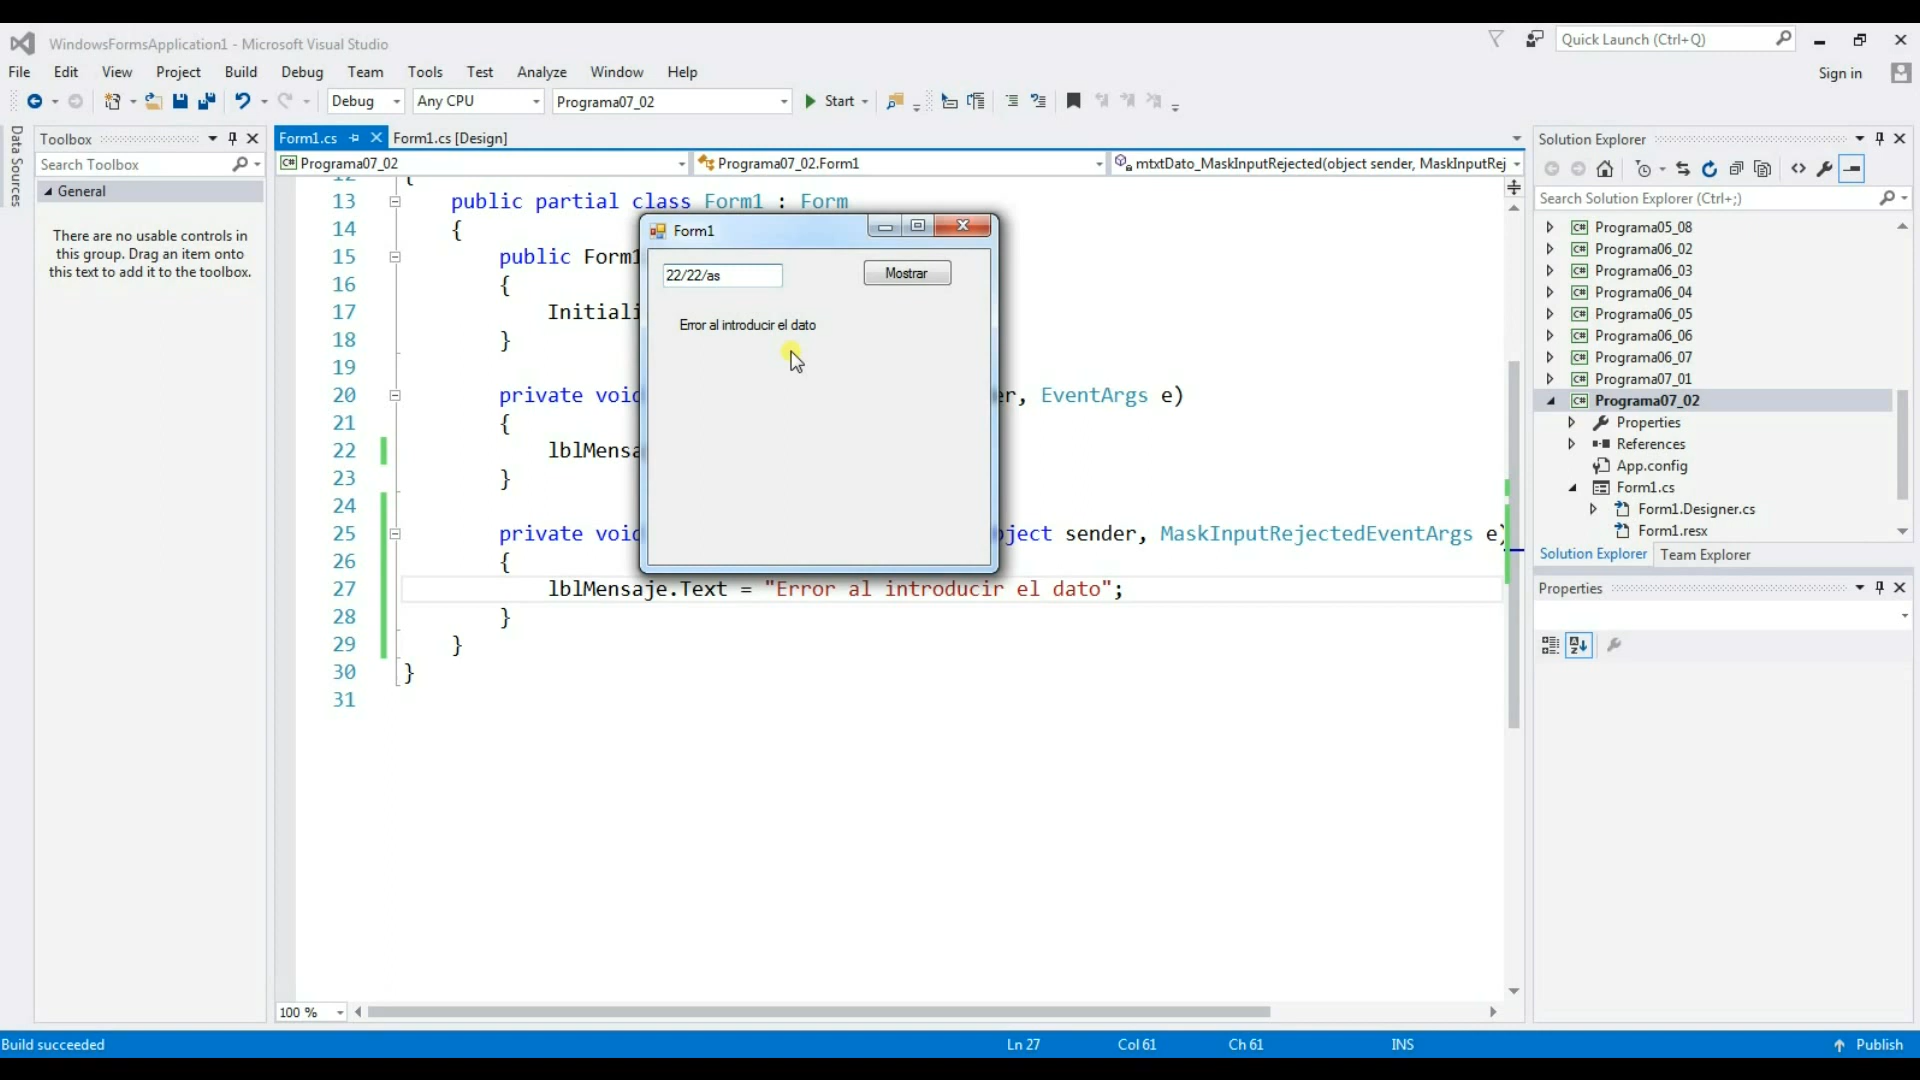 WindowsFormsApplication1 - Microsoft Visual Studio
Quick Launch (Ctrl+Q)
File Edit View Project Build Debug Team Tools Test Analyze Window Help
Sign in
Debug Any CPU Programa07_02 Start
Data Sources
Toolbox
Search Toolbox
General
There are no usable controls in
this group. Drag an item onto
this text to add it to the toolbox.
Form1.cs Form1.cs [Design]
Programa07_02 Programa07_02.Form1 mtxtDato_MaskInputRejected(object sender, MaskInputRej
13 public partial class Form1 : Form
14 {
15 public Form1
16 {
17 Initiali
18 }
19
20 private void er, EventArgs e)
21 {
22 lblMensa
23 }
24
25 private void object sender, MaskInputRejectedEventArgs e)
26 {
27 lblMensaje.Text = "Error al introducir el dato";
28 }
29 }
30 }
31
Form1
22/22/as
Mostrar
Error al introducir el dato
100 %
Solution Explorer
Search Solution Explorer (Ctrl+;)
C# Programa05_08
C# Programa06_02
C# Programa06_03
C# Programa06_04
C# Programa06_05
C# Programa06_06
C# Programa06_07
C# Programa07_01
C# Programa07_02
Properties
References
App.config
Form1.cs
Form1.Designer.cs
Form1.resx
Solution Explorer Team Explorer
Properties
Build succeeded Ln 27 Col 61 Ch 61 INS Publish